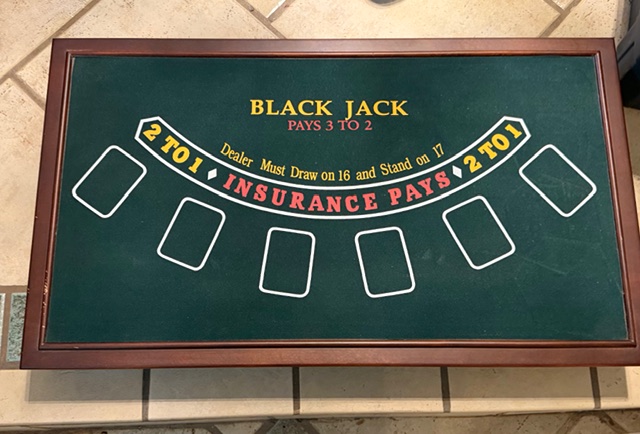 BLACK JACK
PAYS 3 TO 2
Dealer Must Draw on 16 and Stand on 17
2 TO 1 INSURANCE PAYS 2 TO 1